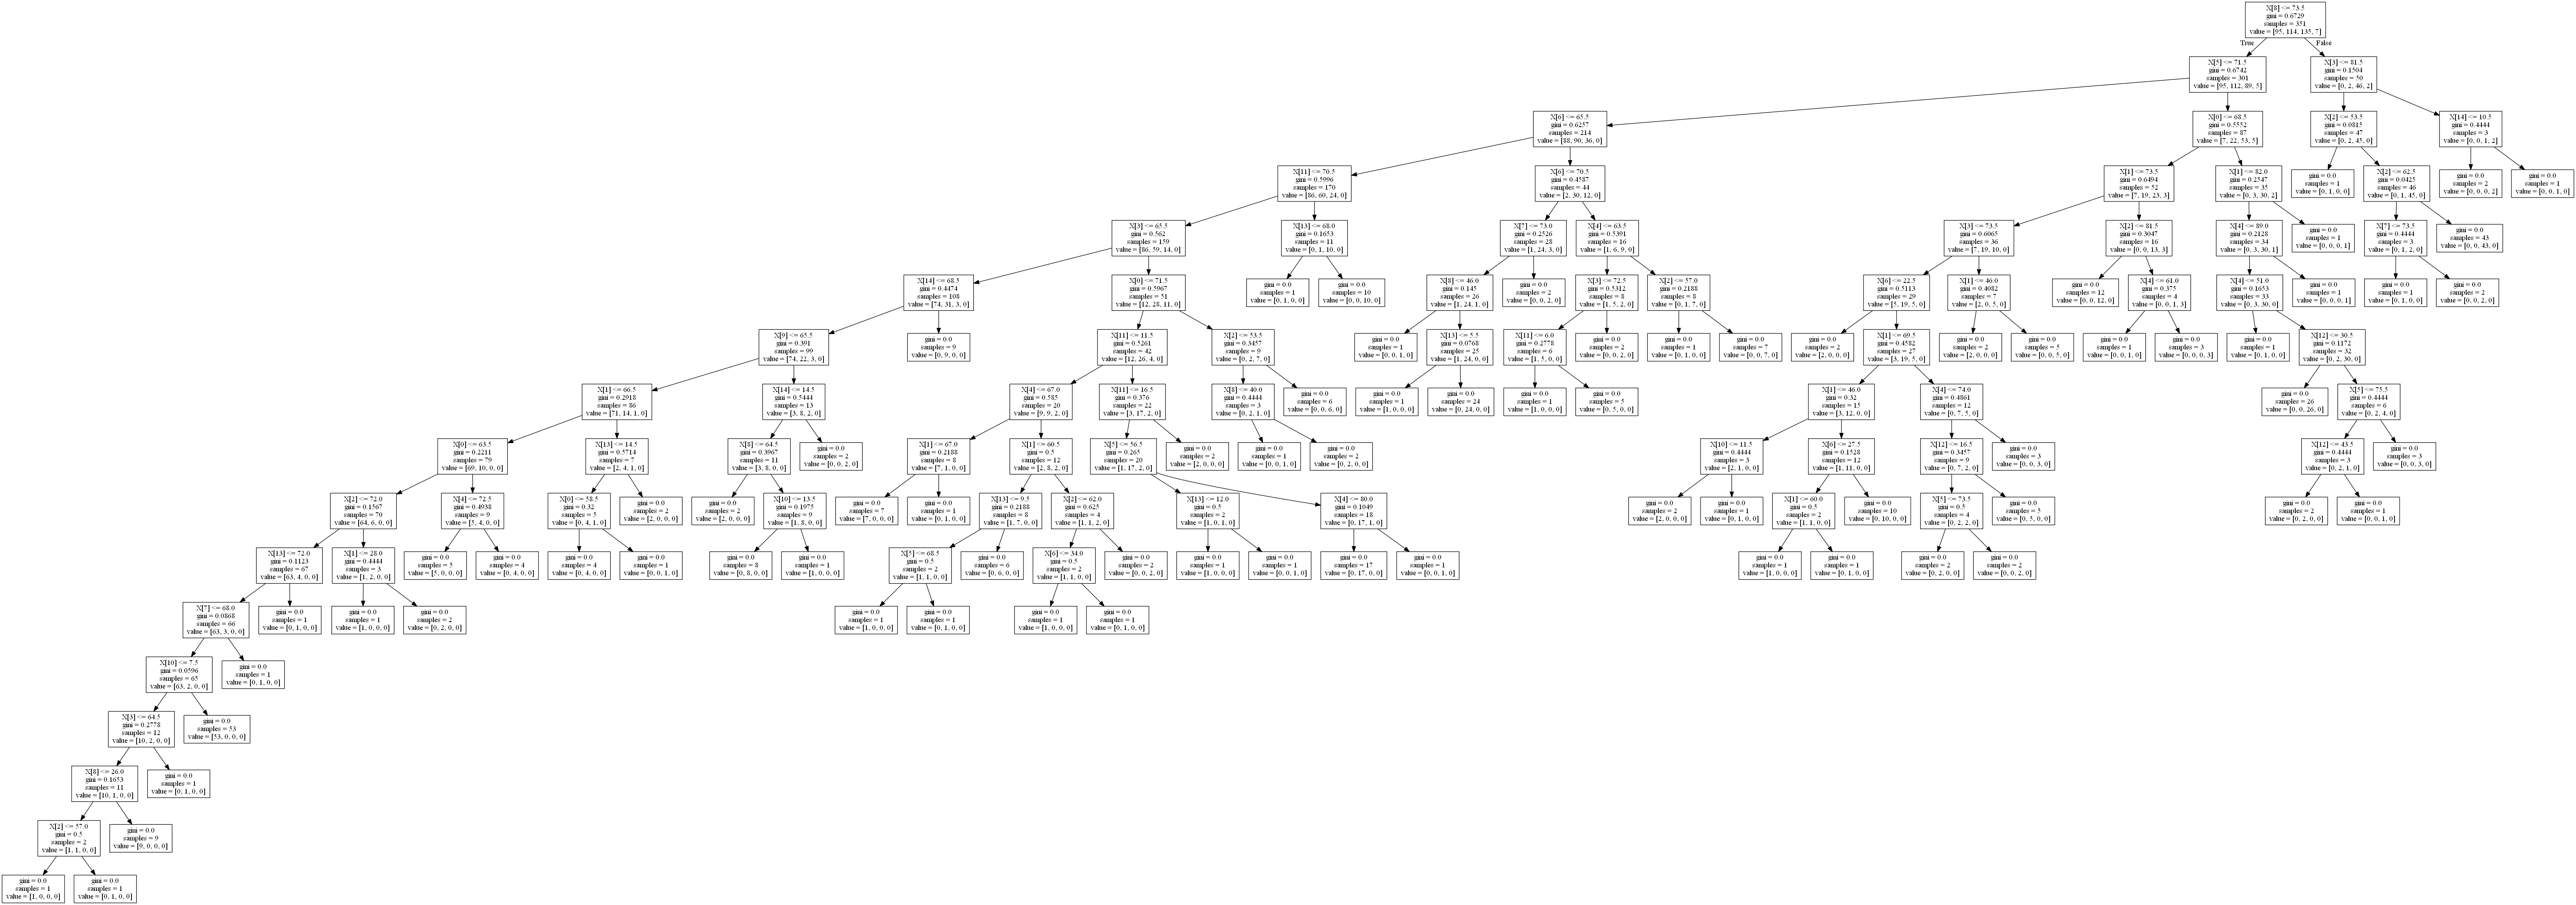 X[8] <= 73.5
gini = 0.6729
samples = 351
value = [95, 114, 135, 7]
True
False
X[5] <= 71.5
gini = 0.6742
samples = 301
value = [95, 112, 89, 5]
X[3] <= 81.5
gini = 0.1504
samples = 50
value = [0, 2, 46, 2]
X[6] <= 65.5
gini = 0.6257
samples = 214
value = [88, 90, 36, 0]
X[0] <= 68.5
gini = 0.5552
samples = 87
value = [7, 22, 53, 5]
X[2] <= 53.5
gini = 0.0815
samples = 47
value = [0, 2, 45, 0]
X[14] <= 10.5
gini = 0.4444
samples = 3
value = [0, 0, 1, 2]
X[11] <= 70.5
gini = 0.5996
samples = 170
value = [86, 60, 24, 0]
X[6] <= 70.5
gini = 0.4587
samples = 44
value = [2, 30, 12, 0]
X[1] <= 73.5
gini = 0.6494
samples = 52
value = [7, 19, 23, 3]
X[1] <= 82.0
gini = 0.2547
samples = 35
value = [0, 3, 30, 2]
gini = 0.0
samples = 1
value = [0, 1, 0, 0]
X[2] <= 62.5
gini = 0.0425
samples = 46
value = [0, 1, 45, 0]
gini = 0.0
samples = 2
value = [0, 0, 0, 2]
gini = 0.0
samples = 1
value = [0, 0, 1, 0]
X[3] <= 65.5
gini = 0.562
samples = 159
value = [86, 59, 14, 0]
X[13] <= 68.0
gini = 0.1653
samples = 11
value = [0, 1, 10, 0]
X[7] <= 73.0
gini = 0.2526
samples = 28
value = [1, 24, 3, 0]
X[4] <= 63.5
gini = 0.5391
samples = 16
value = [1, 6, 9, 0]
X[3] <= 73.5
gini = 0.6065
samples = 36
value = [7, 19, 10, 0]
X[2] <= 81.5
gini = 0.3047
samples = 16
value = [0, 0, 13, 3]
X[4] <= 89.0
gini = 0.2128
samples = 34
value = [0, 3, 30, 1]
gini = 0.0
samples = 1
value = [0, 0, 0, 1]
X[7] <= 73.5
gini = 0.4444
samples = 3
value = [0, 1, 2, 0]
gini = 0.0
samples = 43
value = [0, 0, 43, 0]
X[14] <= 68.5
gini = 0.4474
samples = 108
value = [74, 31, 3, 0]
X[0] <= 71.5
gini = 0.5967
samples = 51
value = [12, 28, 11, 0]
gini = 0.0
samples = 1
value = [0, 1, 0, 0]
gini = 0.0
samples = 10
value = [0, 0, 10, 0]
X[8] <= 46.0
gini = 0.145
samples = 26
value = [1, 24, 1, 0]
gini = 0.0
samples = 2
value = [0, 0, 2, 0]
X[3] <= 72.5
gini = 0.5312
samples = 8
value = [1, 5, 2, 0]
X[2] <= 57.0
gini = 0.2188
samples = 8
value = [0, 1, 7, 0]
X[6] <= 22.5
gini = 0.5113
samples = 29
value = [5, 19, 5, 0]
X[1] <= 46.0
gini = 0.4082
samples = 7
value = [2, 0, 5, 0]
gini = 0.0
samples = 12
value = [0, 0, 12, 0]
X[4] <= 61.0
gini = 0.375
samples = 4
value = [0, 0, 1, 3]
X[4] <= 51.0
gini = 0.1653
samples = 33
value = [0, 3, 30, 0]
gini = 0.0
samples = 1
value = [0, 0, 0, 1]
gini = 0.0
samples = 1
value = [0, 1, 0, 0]
gini = 0.0
samples = 2
value = [0, 0, 2, 0]
X[9] <= 65.5
gini = 0.391
samples = 99
value = [74, 22, 3, 0]
gini = 0.0
samples = 9
value = [0, 9, 0, 0]
X[11] <= 11.5
gini = 0.5261
samples = 42
value = [12, 26, 4, 0]
X[2] <= 53.5
gini = 0.3457
samples = 9
value = [0, 2, 7, 0]
gini = 0.0
samples = 1
value = [0, 0, 1, 0]
X[13] <= 5.5
gini = 0.0768
samples = 25
value = [1, 24, 0, 0]
X[11] <= 6.0
gini = 0.2778
samples = 6
value = [1, 5, 0, 0]
gini = 0.0
samples = 2
value = [0, 0, 2, 0]
gini = 0.0
samples = 1
value = [0, 1, 0, 0]
gini = 0.0
samples = 7
value = [0, 0, 7, 0]
gini = 0.0
samples = 2
value = [2, 0, 0, 0]
X[1] <= 69.5
gini = 0.4582
samples = 27
value = [3, 19, 5, 0]
gini = 0.0
samples = 2
value = [2, 0, 0, 0]
gini = 0.0
samples = 5
value = [0, 0, 5, 0]
gini = 0.0
samples = 1
value = [0, 0, 1, 0]
gini = 0.0
samples = 3
value = [0, 0, 0, 3]
gini = 0.0
samples = 1
value = [0, 1, 0, 0]
X[12] <= 30.5
gini = 0.1172
samples = 32
value = [0, 2, 30, 0]
X[1] <= 66.5
gini = 0.2918
samples = 86
value = [71, 14, 1, 0]
X[14] <= 14.5
gini = 0.5444
samples = 13
value = [3, 8, 2, 0]
X[4] <= 67.0
gini = 0.585
samples = 20
value = [9, 9, 2, 0]
X[11] <= 16.5
gini = 0.376
samples = 22
value = [3, 17, 2, 0]
X[8] <= 40.0
gini = 0.4444
samples = 3
value = [0, 2, 1, 0]
gini = 0.0
samples = 6
value = [0, 0, 6, 0]
gini = 0.0
samples = 1
value = [1, 0, 0, 0]
gini = 0.0
samples = 24
value = [0, 24, 0, 0]
gini = 0.0
samples = 1
value = [1, 0, 0, 0]
gini = 0.0
samples = 5
value = [0, 5, 0, 0]
X[1] <= 46.0
gini = 0.32
samples = 15
value = [3, 12, 0, 0]
X[4] <= 74.0
gini = 0.4861
samples = 12
value = [0, 7, 5, 0]
gini = 0.0
samples = 26
value = [0, 0, 26, 0]
X[5] <= 75.5
gini = 0.4444
samples = 6
value = [0, 2, 4, 0]
X[0] <= 63.5
gini = 0.2211
samples = 79
value = [69, 10, 0, 0]
X[13] <= 14.5
gini = 0.5714
samples = 7
value = [2, 4, 1, 0]
X[8] <= 64.5
gini = 0.3967
samples = 11
value = [3, 8, 0, 0]
gini = 0.0
samples = 2
value = [0, 0, 2, 0]
X[1] <= 67.0
gini = 0.2188
samples = 8
value = [7, 1, 0, 0]
X[1] <= 60.5
gini = 0.5
samples = 12
value = [2, 8, 2, 0]
X[5] <= 56.5
gini = 0.265
samples = 20
value = [1, 17, 2, 0]
gini = 0.0
samples = 2
value = [2, 0, 0, 0]
gini = 0.0
samples = 1
value = [0, 0, 1, 0]
gini = 0.0
samples = 2
value = [0, 2, 0, 0]
X[10] <= 11.5
gini = 0.4444
samples = 3
value = [2, 1, 0, 0]
X[6] <= 27.5
gini = 0.1528
samples = 12
value = [1, 11, 0, 0]
X[12] <= 16.5
gini = 0.3457
samples = 9
value = [0, 7, 2, 0]
gini = 0.0
samples = 3
value = [0, 0, 3, 0]
X[12] <= 43.5
gini = 0.4444
samples = 3
value = [0, 2, 1, 0]
gini = 0.0
samples = 3
value = [0, 0, 3, 0]
X[2] <= 72.0
gini = 0.1567
samples = 70
value = [64, 6, 0, 0]
X[4] <= 72.5
gini = 0.4938
samples = 9
value = [5, 4, 0, 0]
X[0] <= 58.5
gini = 0.32
samples = 5
value = [0, 4, 1, 0]
gini = 0.0
samples = 2
value = [2, 0, 0, 0]
gini = 0.0
samples = 2
value = [2, 0, 0, 0]
X[10] <= 13.5
gini = 0.1975
samples = 9
value = [1, 8, 0, 0]
gini = 0.0
samples = 7
value = [7, 0, 0, 0]
gini = 0.0
samples = 1
value = [0, 1, 0, 0]
X[13] <= 9.5
gini = 0.2188
samples = 8
value = [1, 7, 0, 0]
X[2] <= 62.0
gini = 0.625
samples = 4
value = [1, 1, 2, 0]
X[13] <= 12.0
gini = 0.5
samples = 2
value = [1, 0, 1, 0]
X[4] <= 80.0
gini = 0.1049
samples = 18
value = [0, 17, 1, 0]
gini = 0.0
samples = 2
value = [2, 0, 0, 0]
gini = 0.0
samples = 1
value = [0, 1, 0, 0]
X[1] <= 60.0
gini = 0.5
samples = 2
value = [1, 1, 0, 0]
gini = 0.0
samples = 10
value = [0, 10, 0, 0]
X[5] <= 73.5
gini = 0.5
samples = 4
value = [0, 2, 2, 0]
gini = 0.0
samples = 5
value = [0, 5, 0, 0]
gini = 0.0
samples = 2
value = [0, 2, 0, 0]
gini = 0.0
samples = 1
value = [0, 0, 1, 0]
X[13] <= 72.0
gini = 0.1123
samples = 67
value = [63, 4, 0, 0]
X[1] <= 28.0
gini = 0.4444
samples = 3
value = [1, 2, 0, 0]
gini = 0.0
samples = 5
value = [5, 0, 0, 0]
gini = 0.0
samples = 4
value = [0, 4, 0, 0]
gini = 0.0
samples = 4
value = [0, 4, 0, 0]
gini = 0.0
samples = 1
value = [0, 0, 1, 0]
gini = 0.0
samples = 8
value = [0, 8, 0, 0]
gini = 0.0
samples = 1
value = [1, 0, 0, 0]
X[5] <= 68.5
gini = 0.5
samples = 2
value = [1, 1, 0, 0]
gini = 0.0
samples = 6
value = [0, 6, 0, 0]
X[6] <= 34.0
gini = 0.5
samples = 2
value = [1, 1, 0, 0]
gini = 0.0
samples = 2
value = [0, 0, 2, 0]
gini = 0.0
samples = 1
value = [1, 0, 0, 0]
gini = 0.0
samples = 1
value = [0, 0, 1, 0]
gini = 0.0
samples = 17
value = [0, 17, 0, 0]
gini = 0.0
samples = 1
value = [0, 0, 1, 0]
gini = 0.0
samples = 1
value = [1, 0, 0, 0]
gini = 0.0
samples = 1
value = [0, 1, 0, 0]
gini = 0.0
samples = 2
value = [0, 2, 0, 0]
gini = 0.0
samples = 2
value = [0, 0, 2, 0]
X[7] <= 68.0
gini = 0.0868
samples = 66
value = [63, 3, 0, 0]
gini = 0.0
samples = 1
value = [0, 1, 0, 0]
gini = 0.0
samples = 1
value = [1, 0, 0, 0]
gini = 0.0
samples = 2
value = [0, 2, 0, 0]
gini = 0.0
samples = 1
value = [1, 0, 0, 0]
gini = 0.0
samples = 1
value = [0, 1, 0, 0]
gini = 0.0
samples = 1
value = [1, 0, 0, 0]
gini = 0.0
samples = 1
value = [0, 1, 0, 0]
X[10] <= 7.5
gini = 0.0596
samples = 65
value = [63, 2, 0, 0]
gini = 0.0
samples = 1
value = [0, 1, 0, 0]
X[3] <= 64.5
gini = 0.2778
samples = 12
value = [10, 2, 0, 0]
gini = 0.0
samples = 53
value = [53, 0, 0, 0]
X[8] <= 26.0
gini = 0.1653
samples = 11
value = [10, 1, 0, 0]
gini = 0.0
samples = 1
value = [0, 1, 0, 0]
X[2] <= 57.0
gini = 0.5
samples = 2
value = [1, 1, 0, 0]
gini = 0.0
samples = 9
value = [9, 0, 0, 0]
gini = 0.0
samples = 1
value = [1, 0, 0, 0]
gini = 0.0
samples = 1
value = [0, 1, 0, 0]